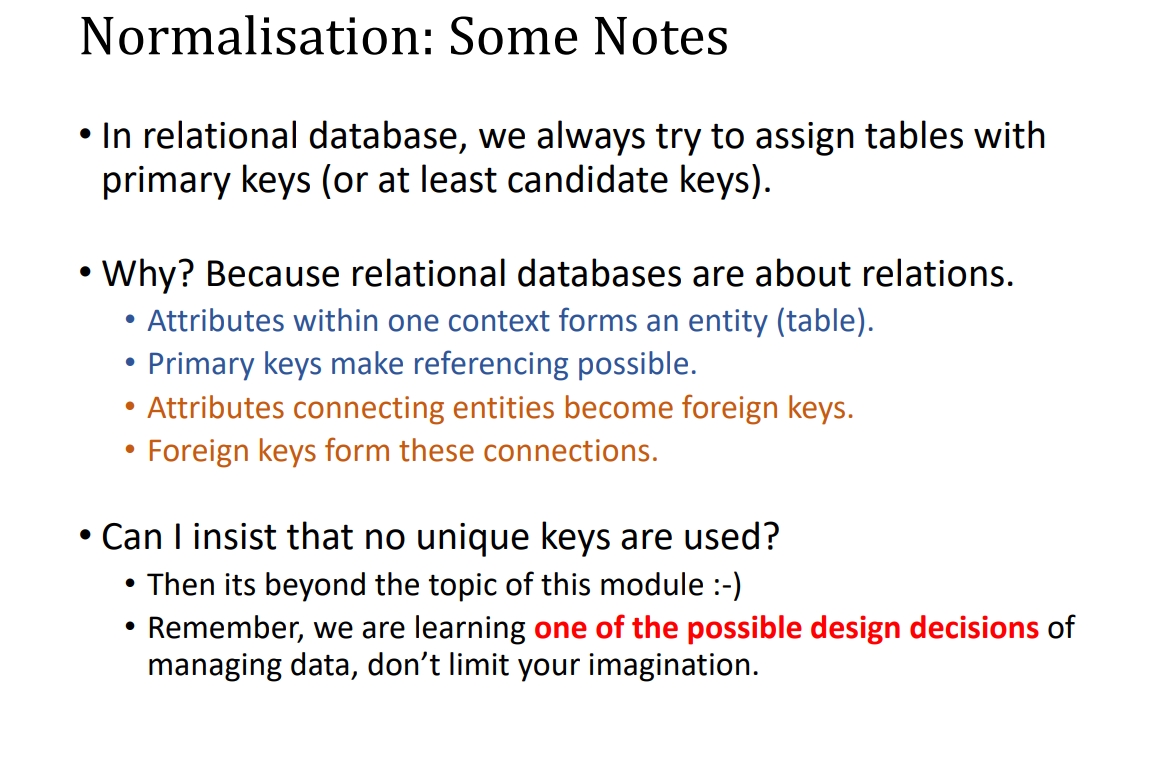 Normalisation: Some Notes
• In relational database, we always try to assign tables with
primary keys (or at least candidate keys).
• Why? Because relational databases are about relations.
• Attributes within one context forms an entity (table).
• Primary keys make referencing possible.
• Attributes connecting entities become foreign keys.
• Foreign keys form these connections.
• Can I insist that no unique keys are used?
• Then its beyond the topic of this module :-)
• Remember, we are learning one of the possible design decisions of
managing data, don’t limit your imagination.